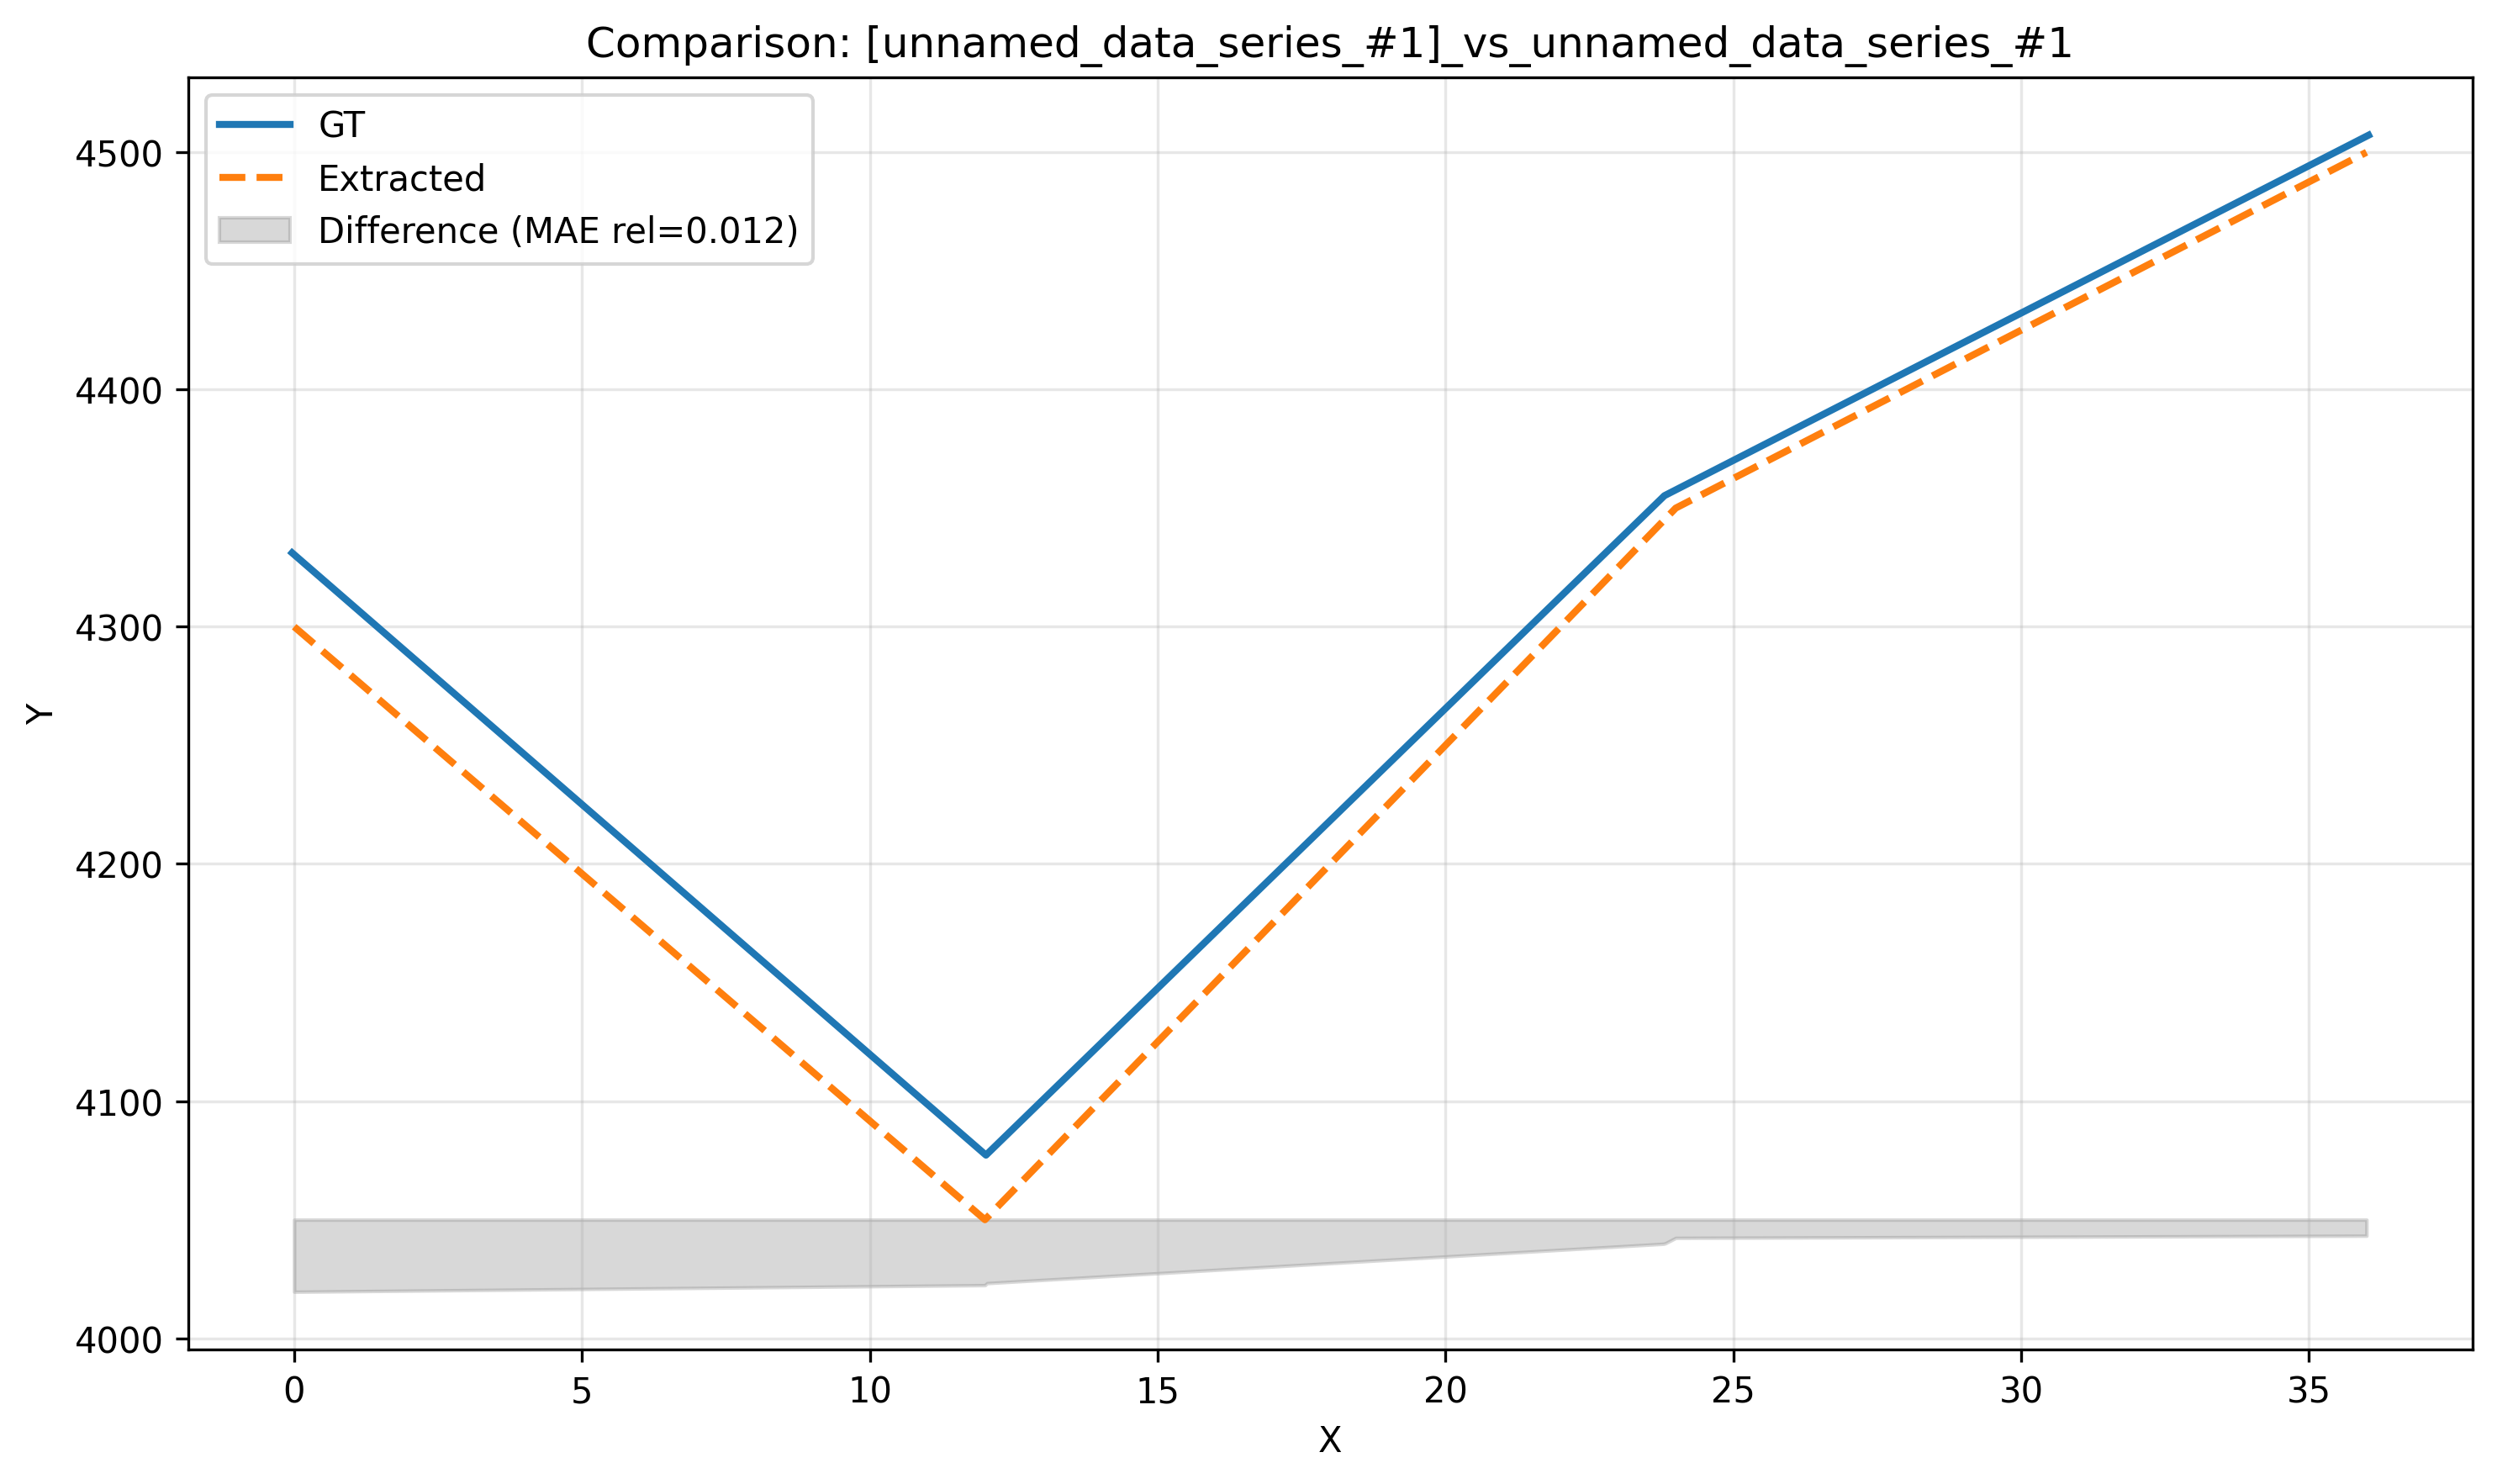 Comparison: [unnamed_data_series_#1]_vs_unnamed_data_series_#1
GT
Extracted
Difference (MAE rel=0.012)
4500
4400
4300
4200
4100
4000
Y
0 5 10 15 20 25 30 35
X